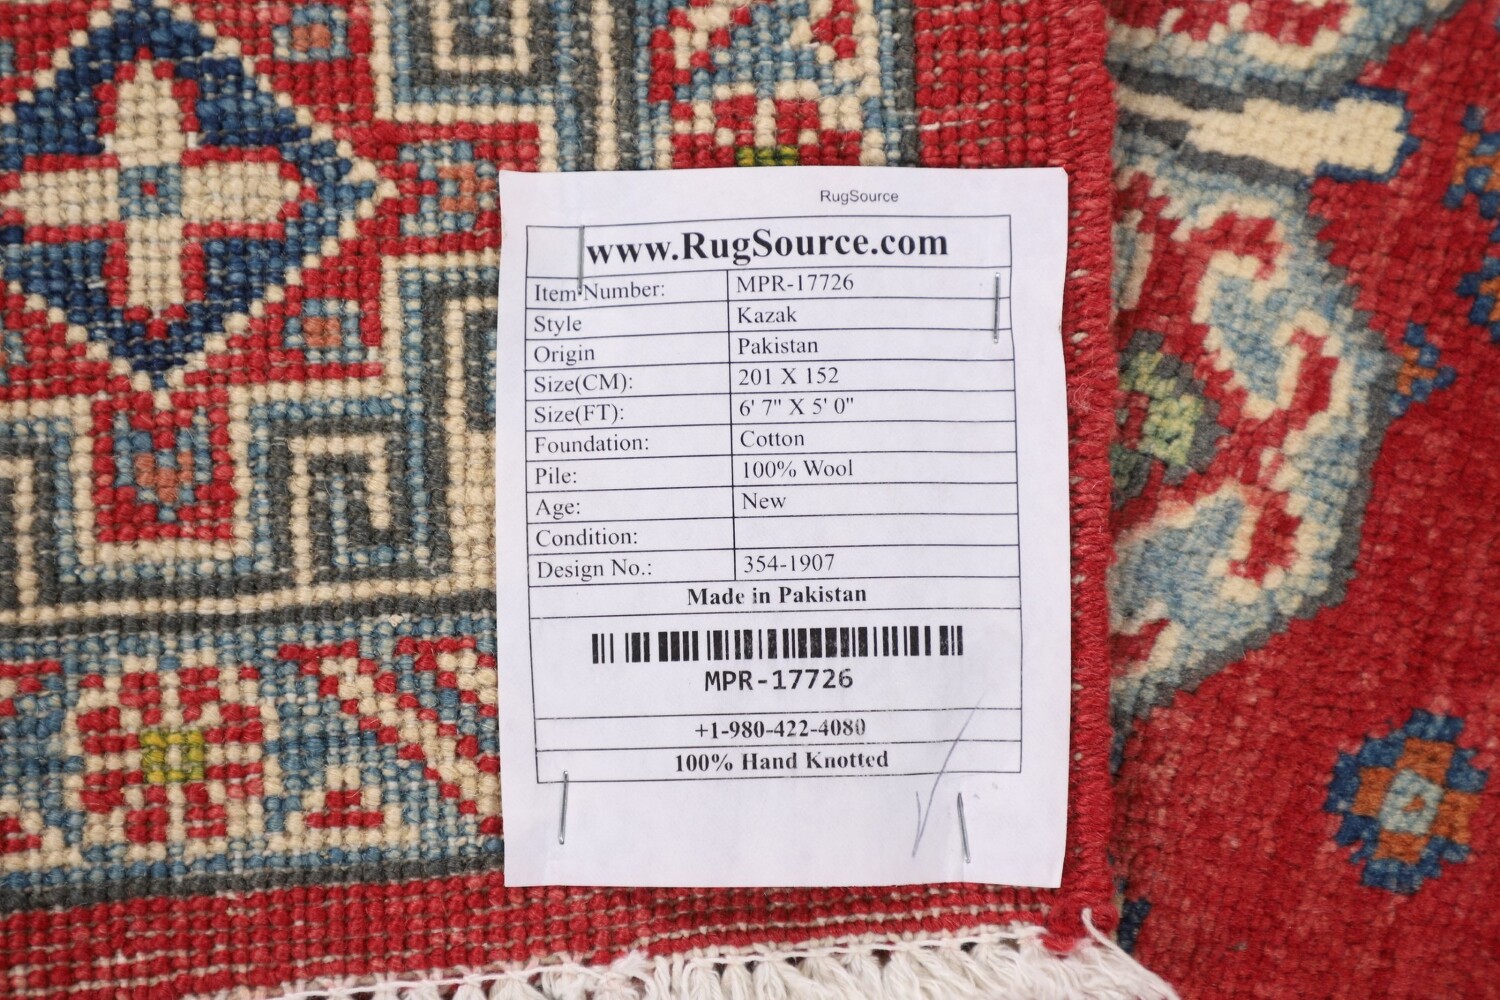 RugSource
www.RugSource.com
Item Number: MPR-17726
Style Kazak
Origin Pakistan
Size(CM): 201 X 152
Size(FT): 6' 7" X 5' 0"
Foundation: Cotton
Pile: 100% Wool
Age: New
Condition:
Design No.: 354-1907
Made in Pakistan
MPR-17726
+1-980-422-4080
100% Hand Knotted